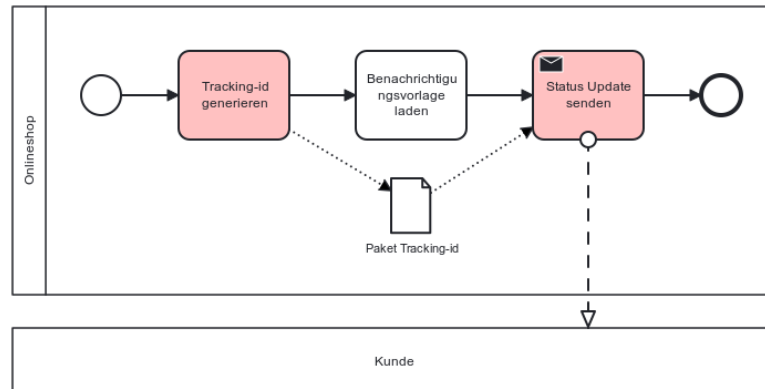 Onlineshop
Tracking-id
generieren
Benachrichtigu
ngsvorlage
laden
Status Update
senden
Paket Tracking-id
Kunde